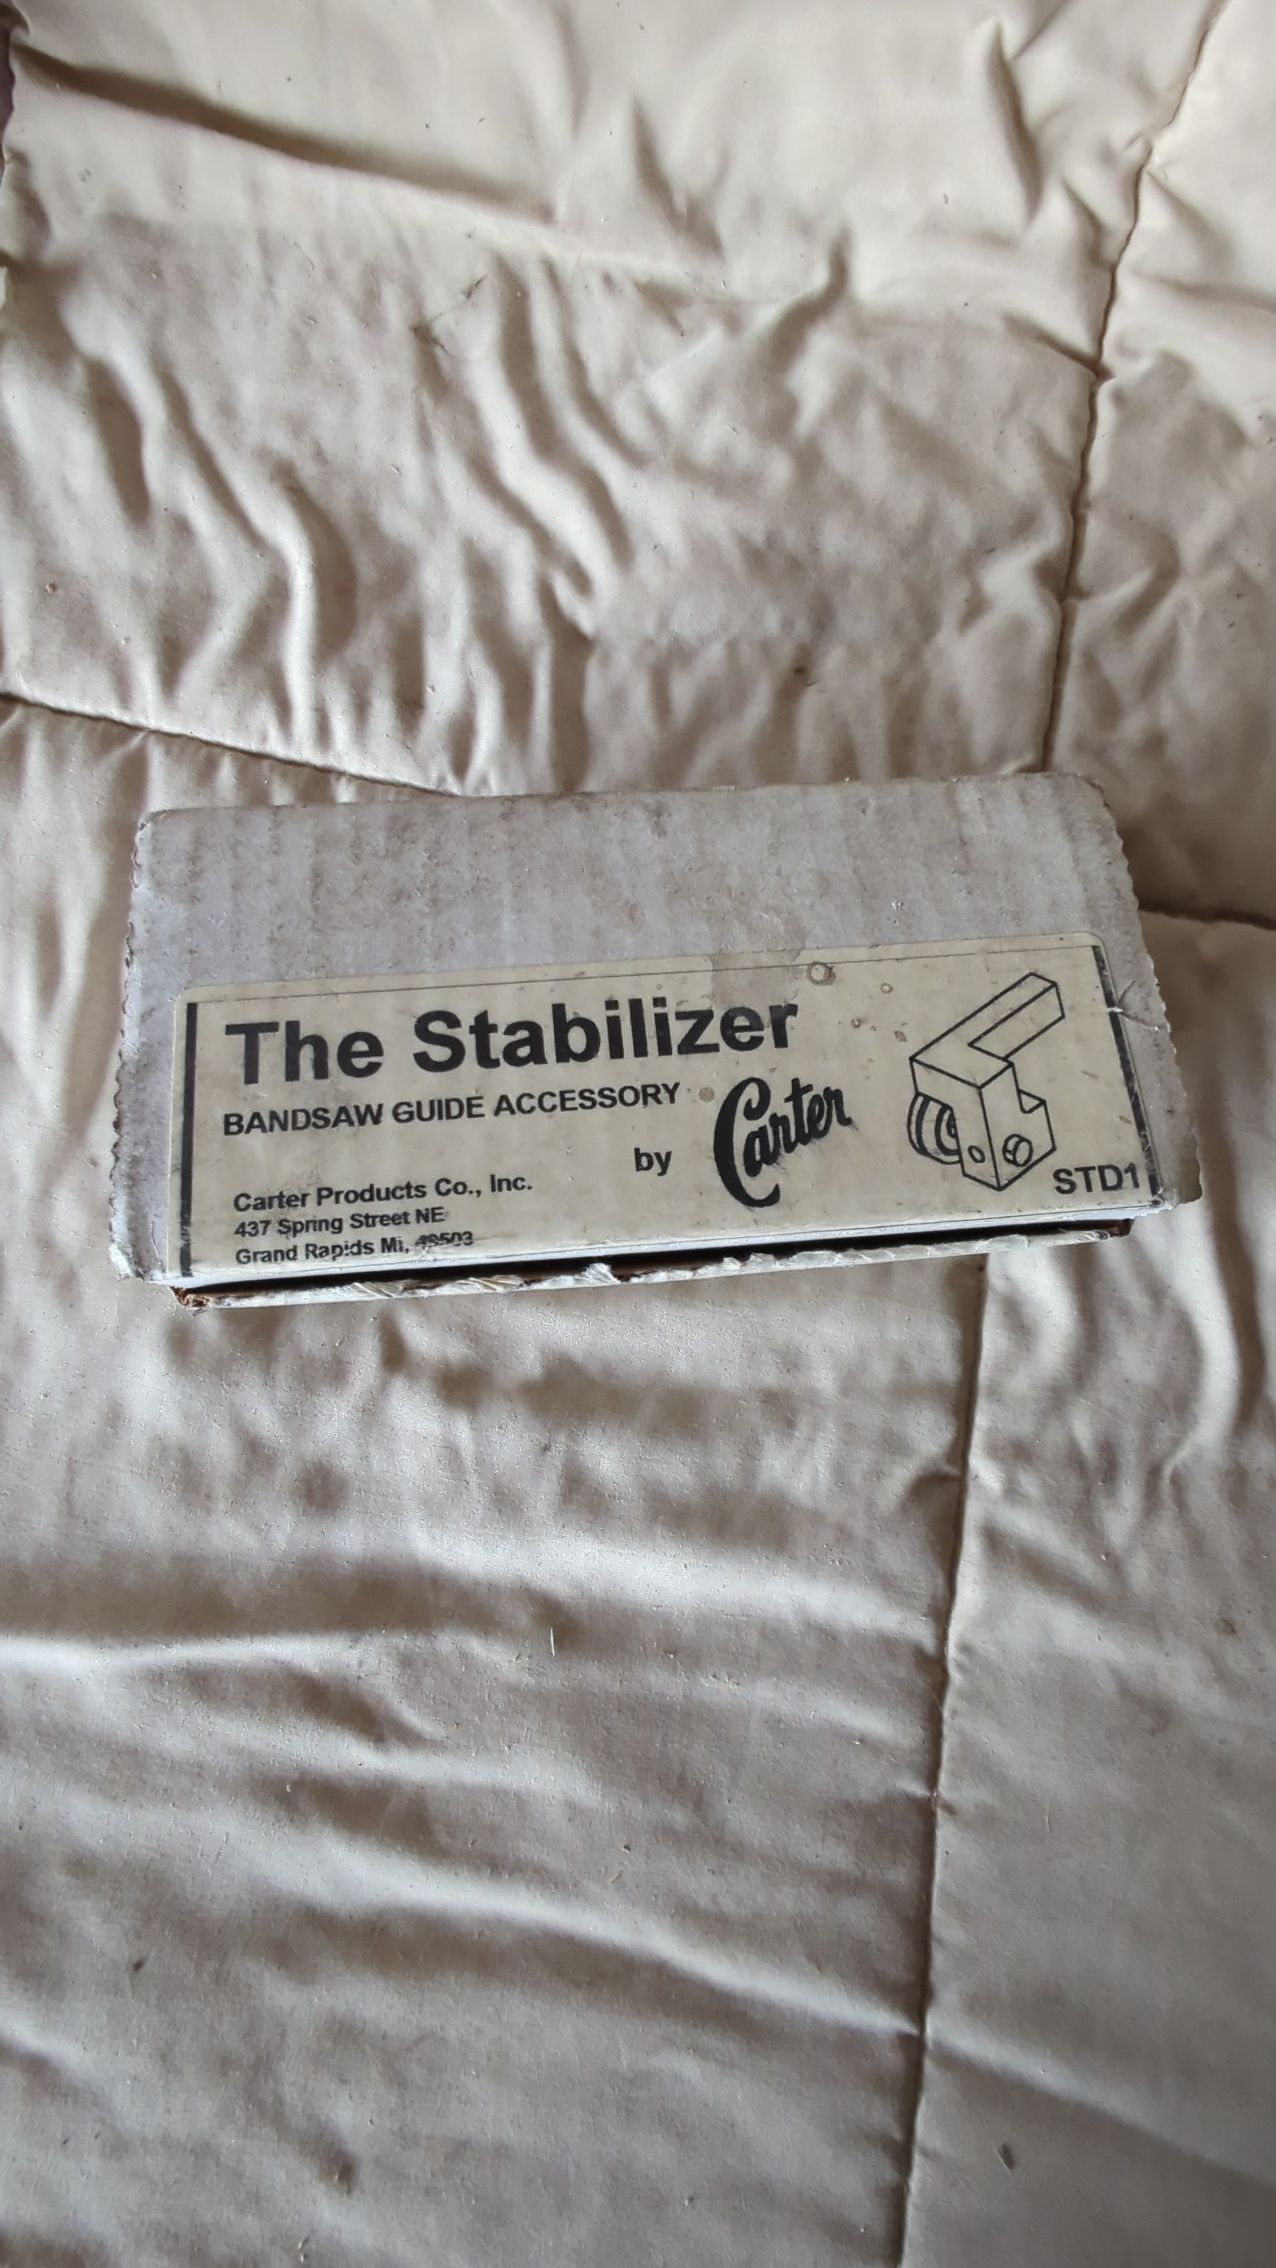 The Stabilizer
BANDSAW GUIDE ACCESSORY
by Carter
Carter Products Co., Inc.
437 Spring Street NE
Grand Rapids Mi, 49503
STD1